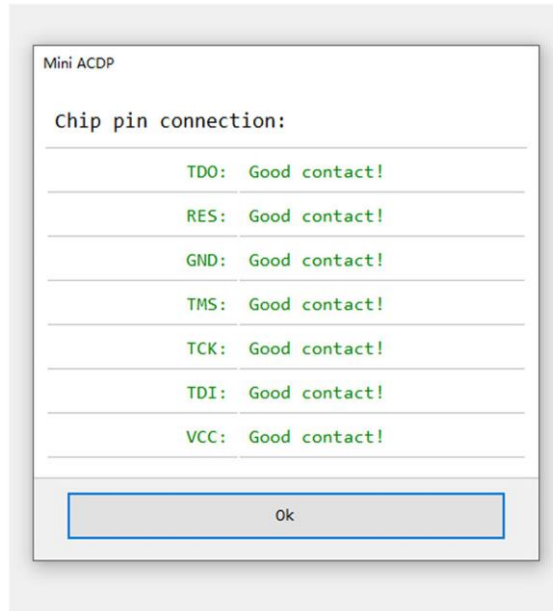 Mini ACDP
Chip pin connection:
TDO: Good contact!
RES: Good contact!
GND: Good contact!
TMS: Good contact!
TCK: Good contact!
TDI: Good contact!
VCC: Good contact!
Ok